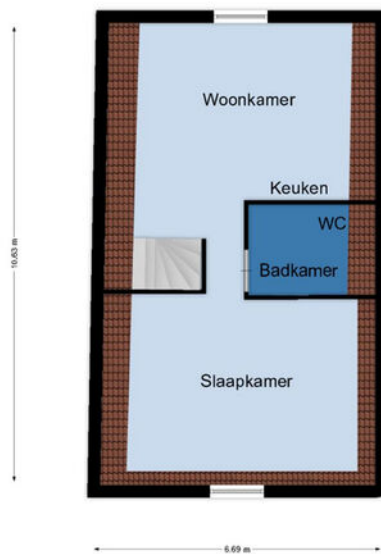 Woonkamer
10.63 m
Keuken
WC
Badkamer
Slaapkamer
6.69 m